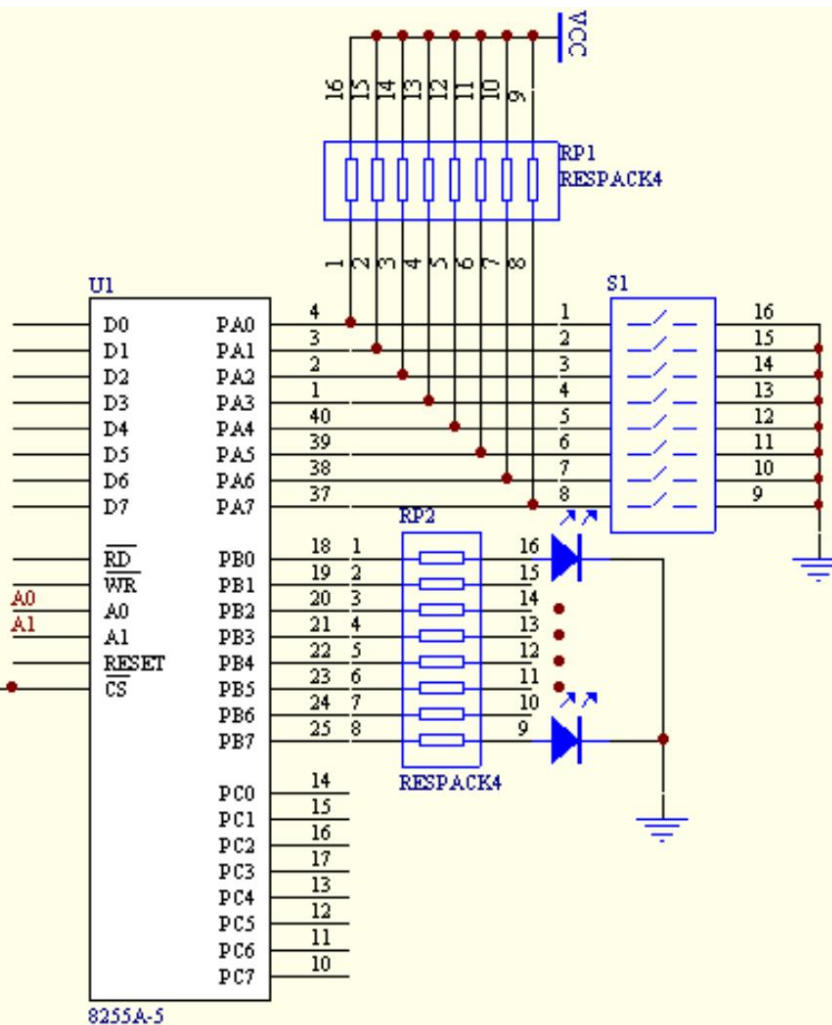 VCC
16 15 14 13 12 11 10 9
RP1
RESPACK4
1 2 3 4 5 6 7 8
U1
S1
D0 PA0 4 1 16
D1 PA1 3 2 15
D2 PA2 2 3 14
D3 PA3 1 4 13
D4 PA4 40 5 12
D5 PA5 39 6 11
D6 PA6 38 7 10
D7 PA7 37 8 9
RP2
RD PB0 18 1 16
WR PB1 19 2 15
A0 A0 PB2 20 3 14
A1 A1 PB3 21 4 13
RESET PB4 22 5 12
CS PB5 23 6 11
PB6 24 7 10
PB7 25 8 9
RESPACK4
PC0 14
PC1 15
PC2 16
PC3 17
PC4 13
PC5 12
PC6 11
PC7 10
8255A-5